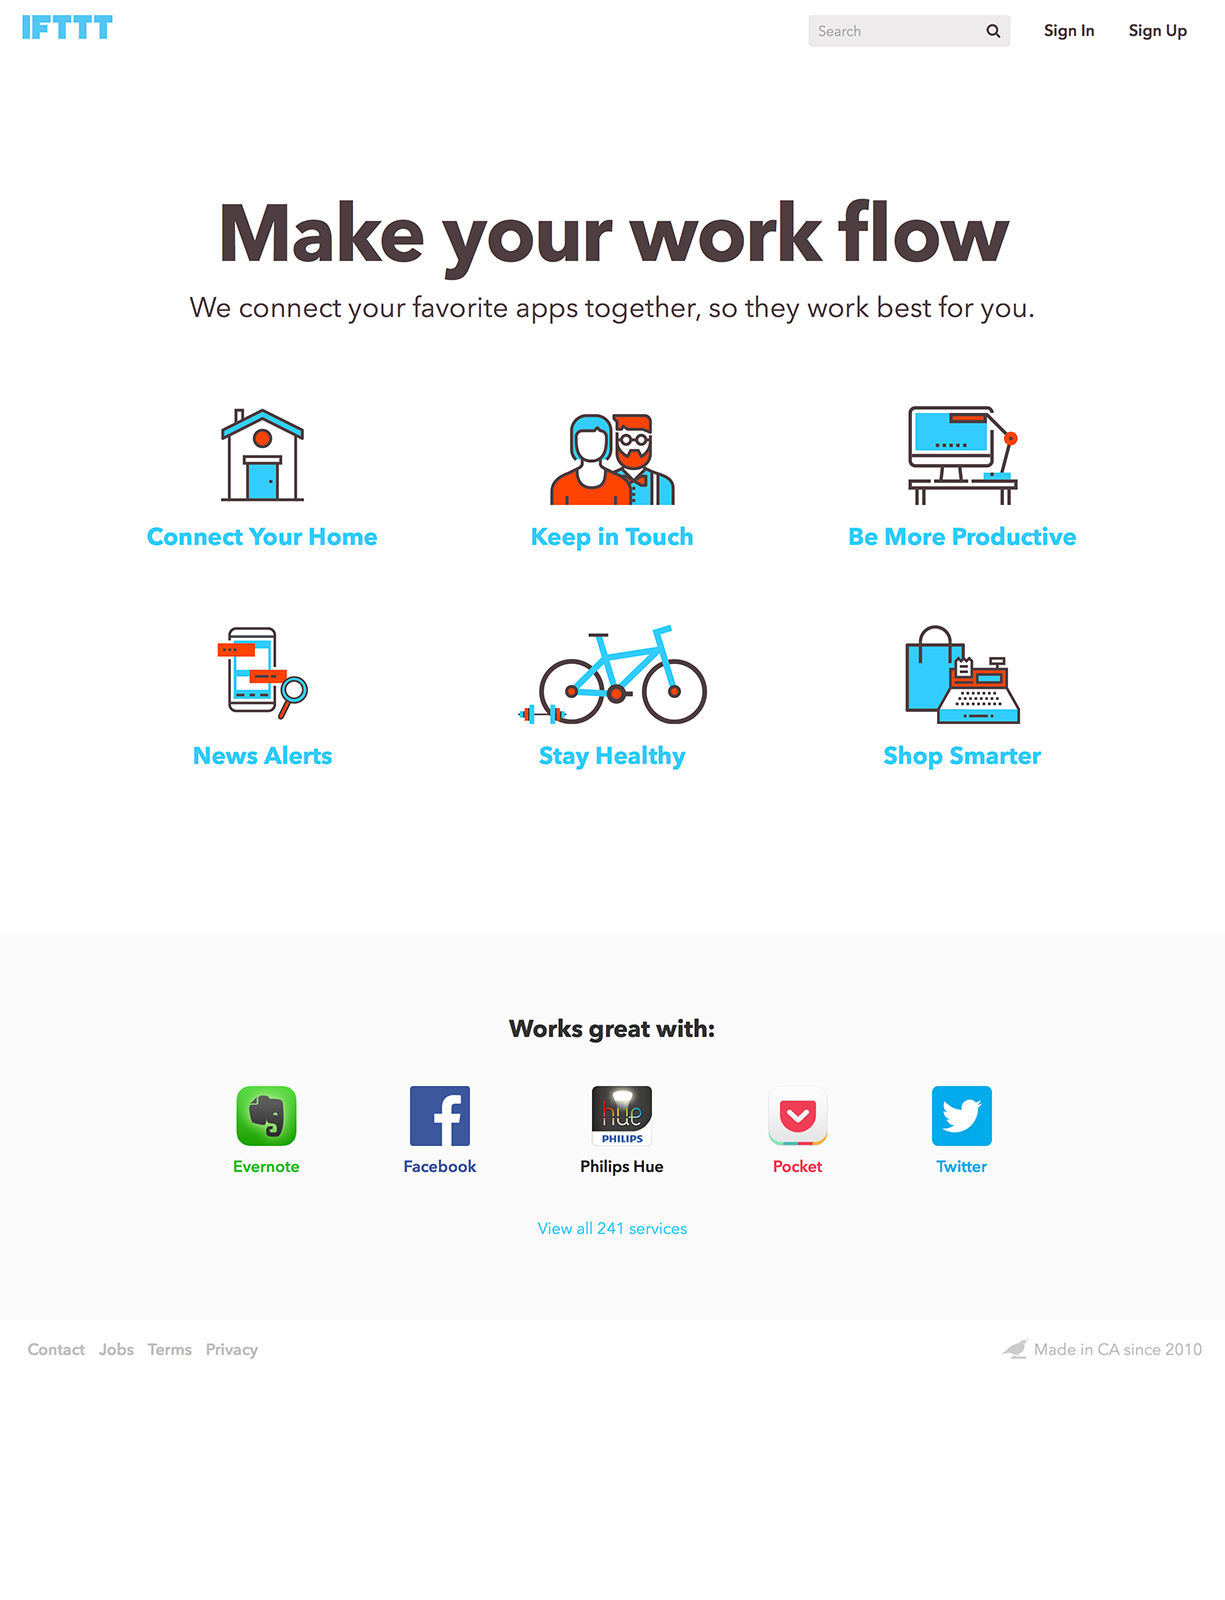 IFTTT
Search
Sign In
Sign Up
Make your work flow
We connect your favorite apps together, so they work best for you.
Connect Your Home
Keep in Touch
Be More Productive
News Alerts
Stay Healthy
Shop Smarter
Works great with:
hue
PHILIPS
Evernote
Facebook
Philips Hue
Pocket
Twitter
View all 241 services
Contact Jobs Terms Privacy
Made in CA since 2010